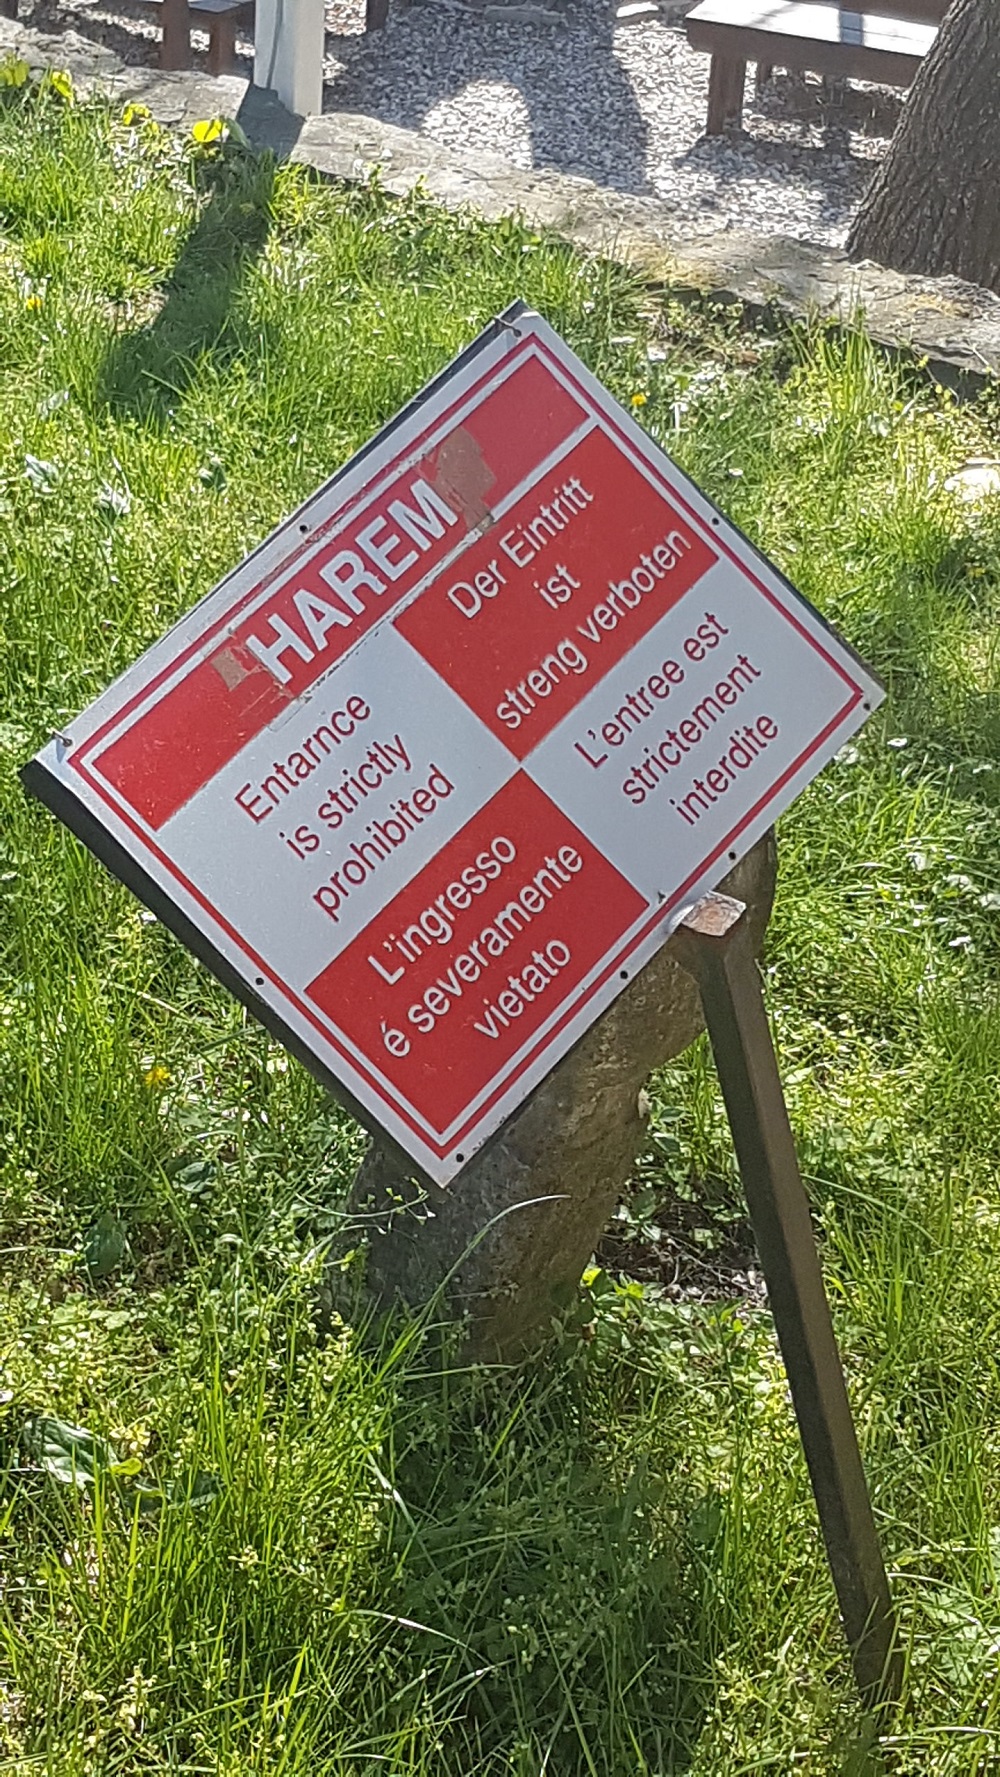 HAREM
Entarnce
is strictly
prohibited
Der Eintritt
ist
streng verboten
L'ingresso
é severamente
vietato
L'entree est
strictement
interdite